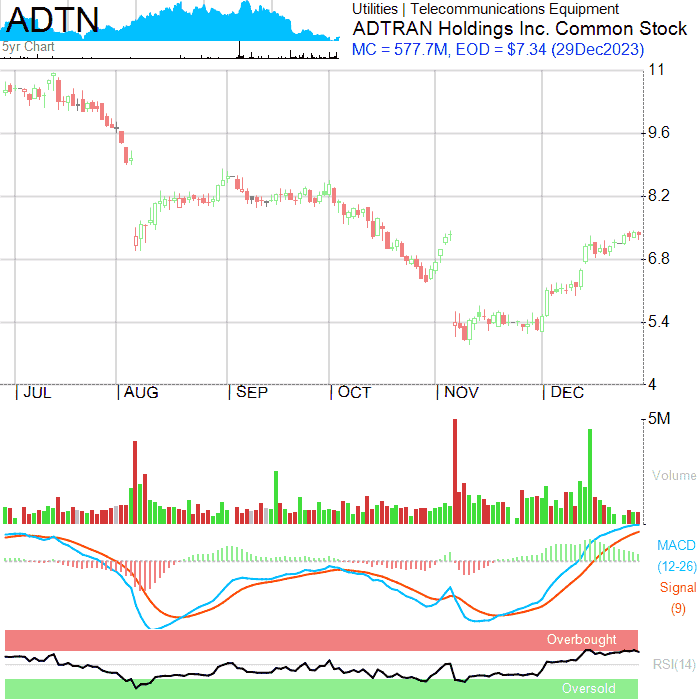 ADTN
5yr Chart
Utilities | Telecommunications Equipment
ADTRAN Holdings Inc. Common Stock
MC = 577.7M, EOD = $7.34 (29Dec2023)
11
9.6
8.2
6.8
5.4
4
JUL AUG SEP OCT NOV DEC
5M
Volume
MACD
(12-26)
Signal
(9)
Overbought
RSI(14)
Oversold